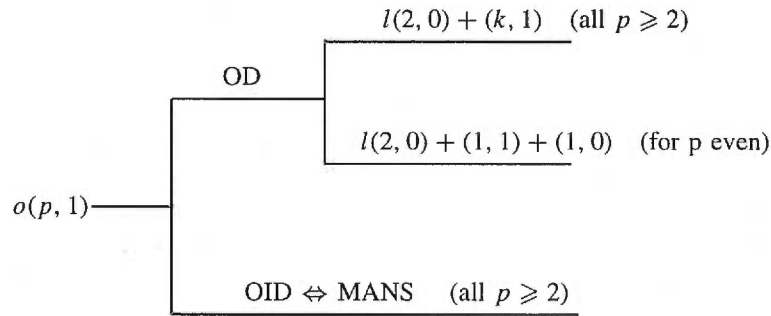 l(2, 0) + (k, 1) (all p ⩾ 2)
OD
l(2, 0) + (1, 1) + (1, 0) (for p even)
o(p, 1)
OID ⇔ MANS (all p ⩾ 2)